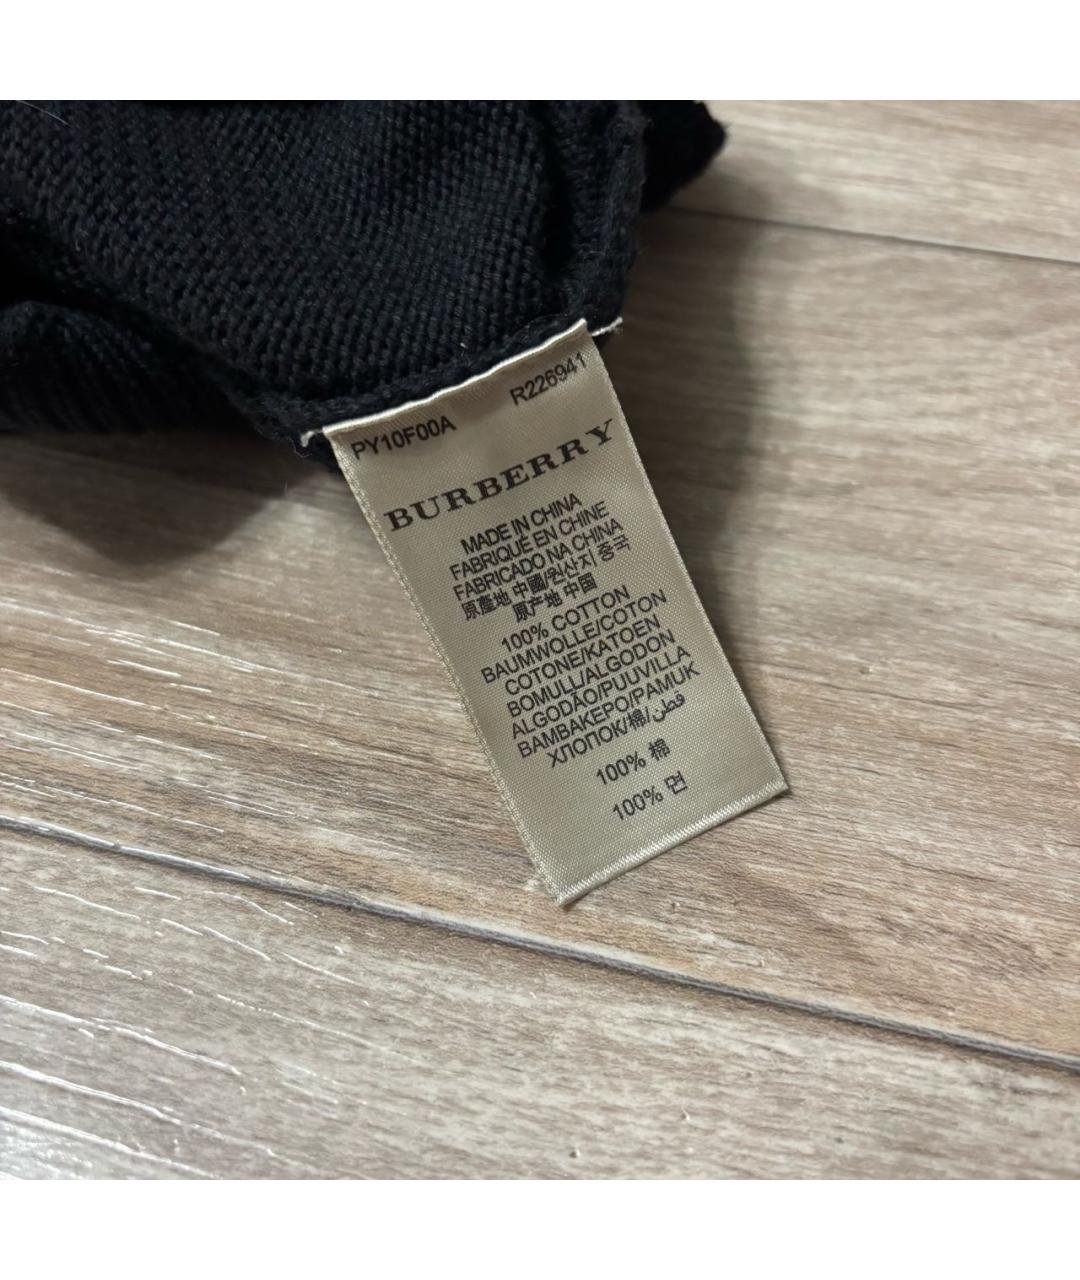 PY10F00A R226941
BURBERRY
MADE IN CHINA
FABRIQUÉ EN CHINE
FABRICADO NA CHINA
原產地 中國/원산지 중국
原产地 中国
100% COTTON
BAUMWOLLE/COTON
COTONE/KATOEN
BOMULL/ALGODON
ALGODÃO/PUUVILLA
BAMBAKEPO/PAMUK
ХЛОПОК/棉/قطن
100% 棉
100% 면